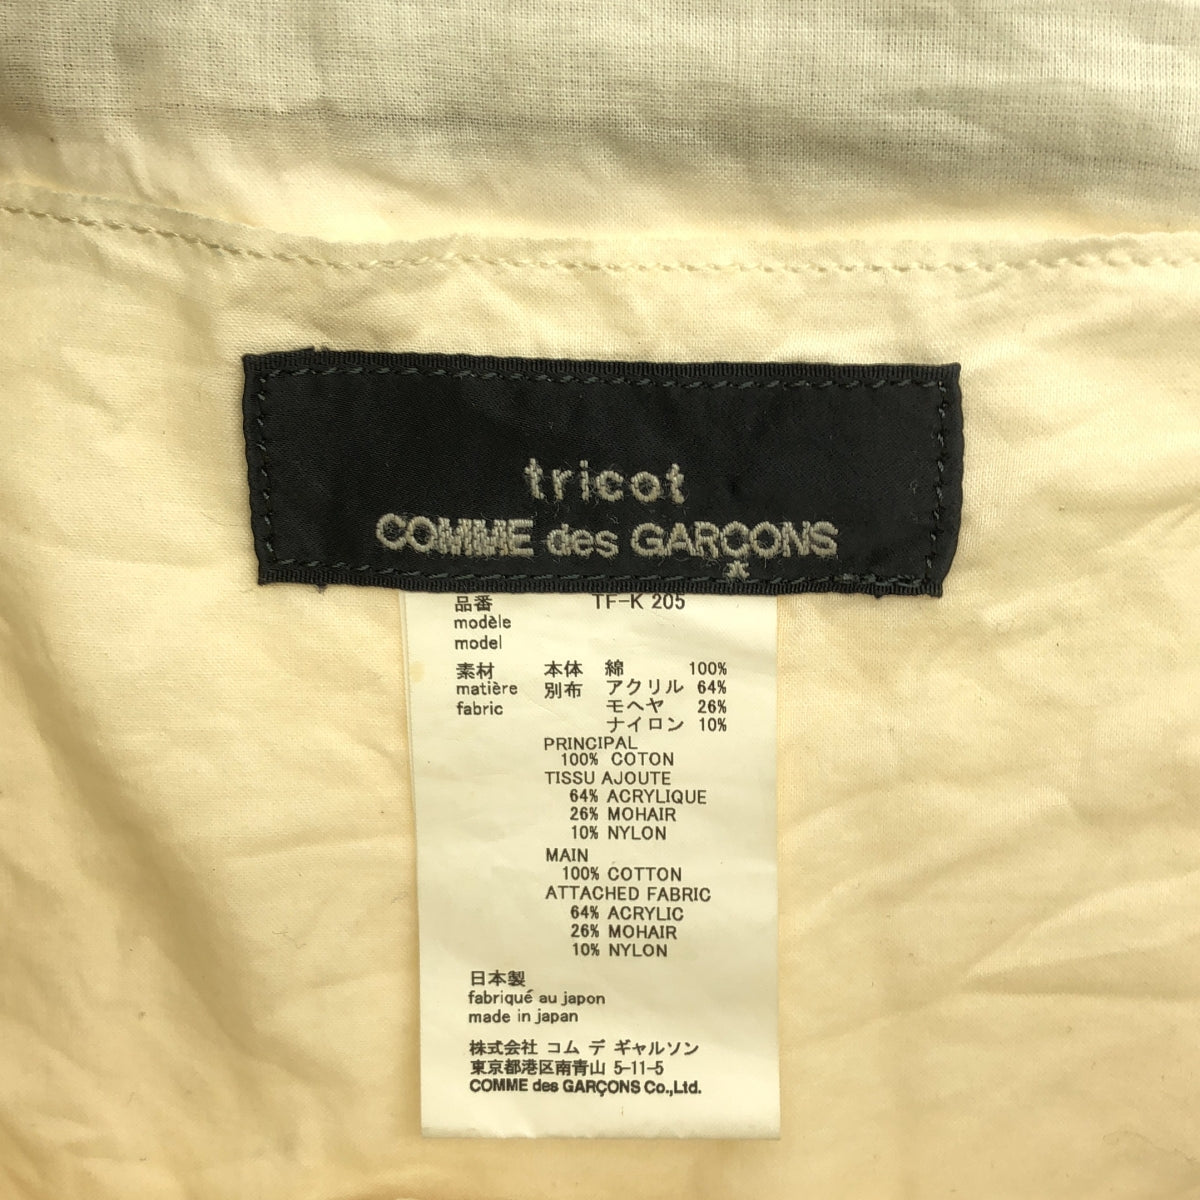 tricot
COMME des GARÇONS
品番 TF-K 205
modèle
model
素材 本体 綿 100%
matière 別布 アクリル 64%
fabric モヘヤ 26%
ナイロン 10%
PRINCIPAL
100% COTON
TISSU AJOUTE
64% ACRYLIQUE
26% MOHAIR
10% NYLON
MAIN
100% COTTON
ATTACHED FABRIC
64% ACRYLIC
26% MOHAIR
10% NYLON
日本製
fabriqué au japon
made in japan
株式会社 コム デ ギャルソン
東京都港区南青山 5-11-5
COMME des GARÇONS Co.,Ltd.